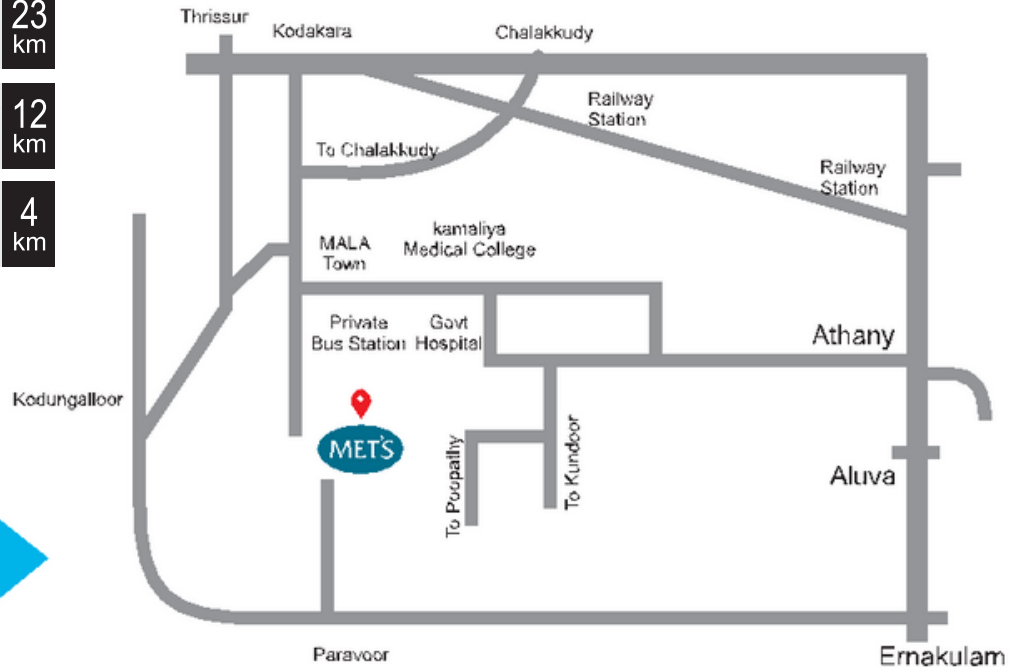 23
km
12
km
4
km
Thrissur
Kodakara
Chalakkudy
Railway
Station
To Chalakkudy
Railway
Station
MALA
Town
kamaliya
Medical College
Private
Bus Station
Govt
Hospital
Athany
Kodungalloor
MET'S
To Poopathy
To Kundoor
Aluva
Paravoor
Ernakulam